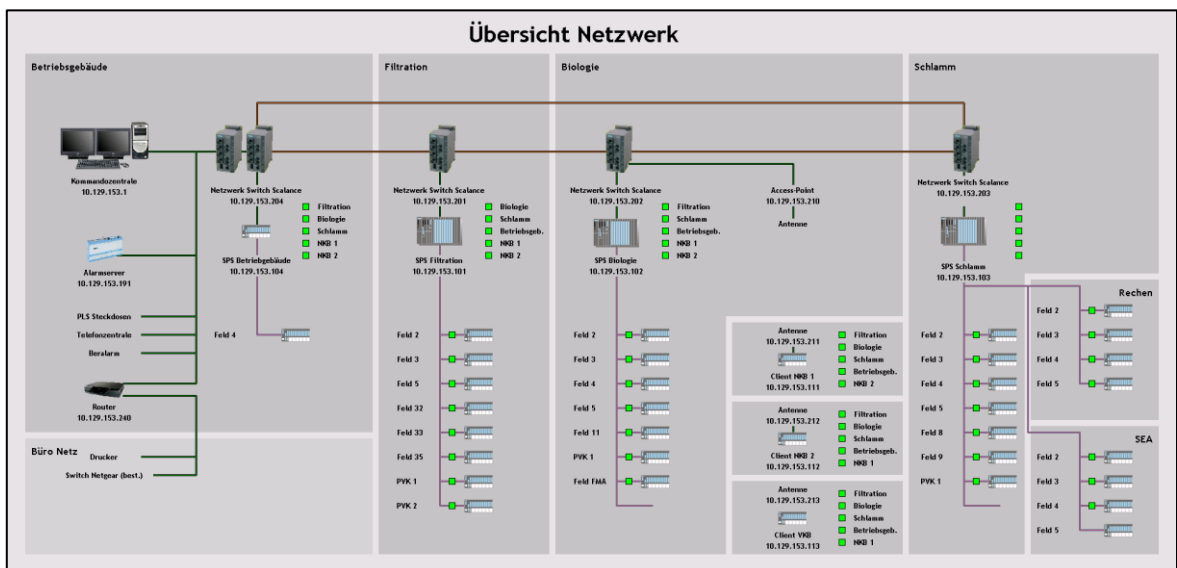 Übersicht Netzwerk
Betriebsgebäude
Kommandozentrale
10.129.153.1
Netzwerk Switch Scalance
10.129.153.204
Filtration
Biologie
Schlamm
NKB 1
NKB 2
SPS Betriebgebäude
10.129.153.104
Alarmserver
10.129.153.191
PLS Steckdosen
Telefonzentrale
Beralarm
Feld 4
Router
10.129.153.240
Büro Netz
Drucker
Switch Netgear (best.)
Filtration
Netzwerk Switch Scalance
10.129.153.201
Biologie
Schlamm
Betriebsgeb.
NKB 1
NKB 2
SPS Filtration
10.129.153.101
Feld 2
Feld 3
Feld 5
Feld 32
Feld 33
Feld 35
PVK 1
PVK 2
Biologie
Netzwerk Switch Scalance
10.129.153.202
Filtration
Schlamm
Betriebsgeb.
NKB 1
NKB 2
SPS Biologie
10.129.153.102
Access-Point
10.129.153.210
Antenne
Feld 2
Feld 3
Feld 4
Feld 5
Feld 11
PVK 1
Feld FMA
Antenne
10.129.153.211
Client NKB 1
10.129.153.111
Filtration
Biologie
Schlamm
Betriebsgeb.
NKB 2
Antenne
10.129.153.212
Client NKB 2
10.129.153.112
Filtration
Biologie
Schlamm
Betriebsgeb.
NKB 1
Antenne
10.129.153.213
Client VKB
10.129.153.113
Filtration
Biologie
Schlamm
Betriebsgeb.
NKB 1
Schlamm
Netzwerk Switch Scalance
10.129.153.203
SPS Schlamm
10.129.153.103
Feld 2
Feld 3
Feld 4
Feld 5
Feld 8
Feld 9
PVK 1
Rechen
Feld 2
Feld 3
Feld 4
Feld 5
SEA
Feld 2
Feld 3
Feld 4
Feld 5